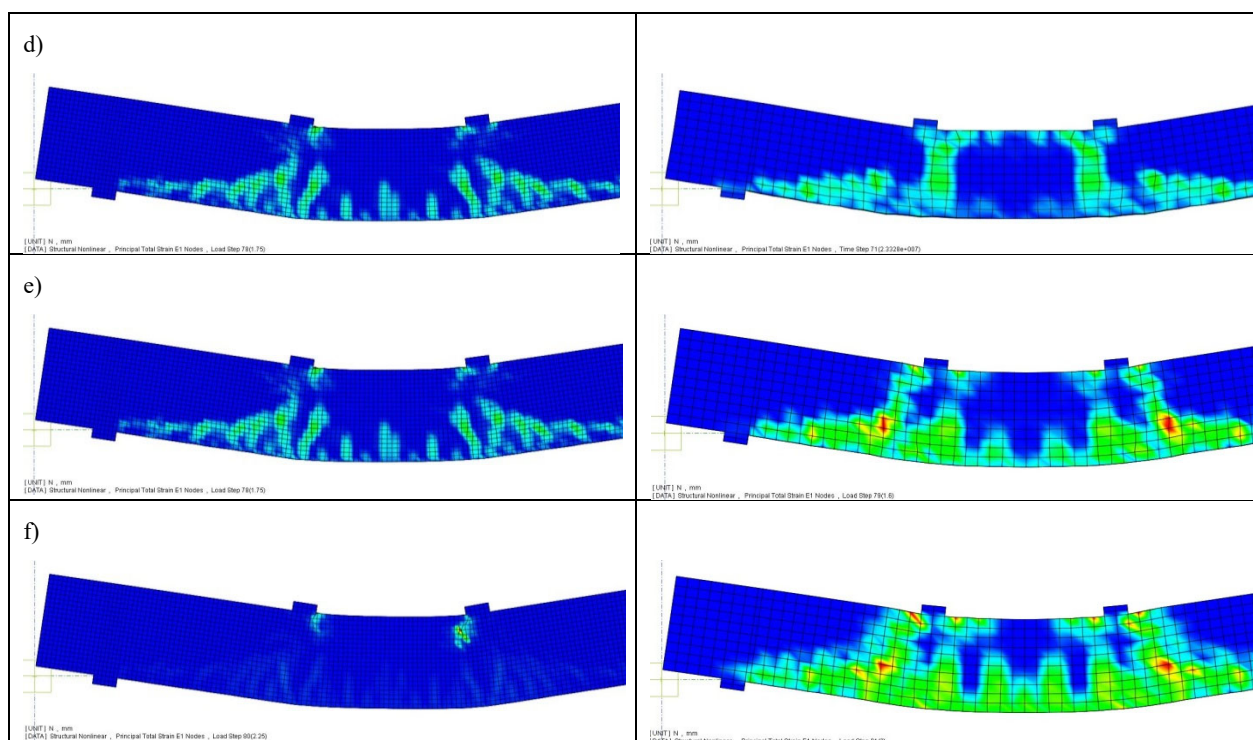 d)
[UNIT] N , mm
[DATA] Structural Nonlinear , Principal Total Strain E1 Nodes , Load Step 78(1.75)
[UNIT] N , mm
[DATA] Structural Nonlinear , Principal Total Strain E1 Nodes , Time Step 71(2.3328e+007)
e)
[UNIT] N , mm
[DATA] Structural Nonlinear , Principal Total Strain E1 Nodes , Load Step 78(1.75)
[UNIT] N , mm
[DATA] Structural Nonlinear , Principal Total Strain E1 Nodes , Load Step 79(1.6)
f)
[UNIT] N , mm
[DATA] Structural Nonlinear , Principal Total Strain E1 Nodes , Load Step 90(2.25)
[UNIT] N , mm